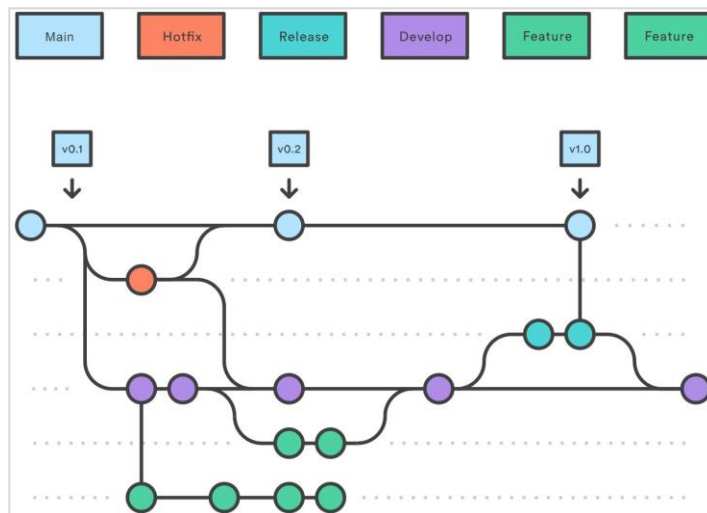 Main
Hotfix
Release
Develop
Feature
Feature
v0.1
v0.2
v1.0